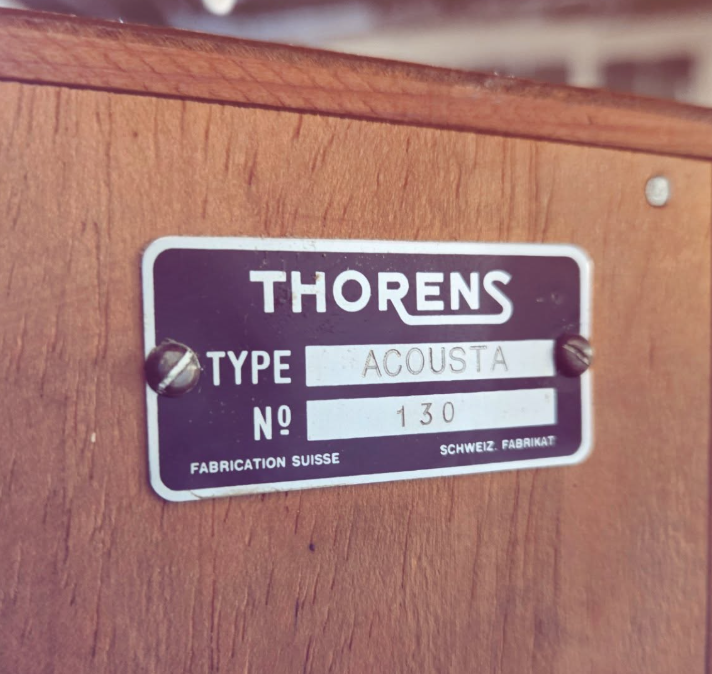 THORENS
TYPE ACOUSTA
Nº 130
FABRICATION SUISSE SCHWEIZ. FABRIKAT